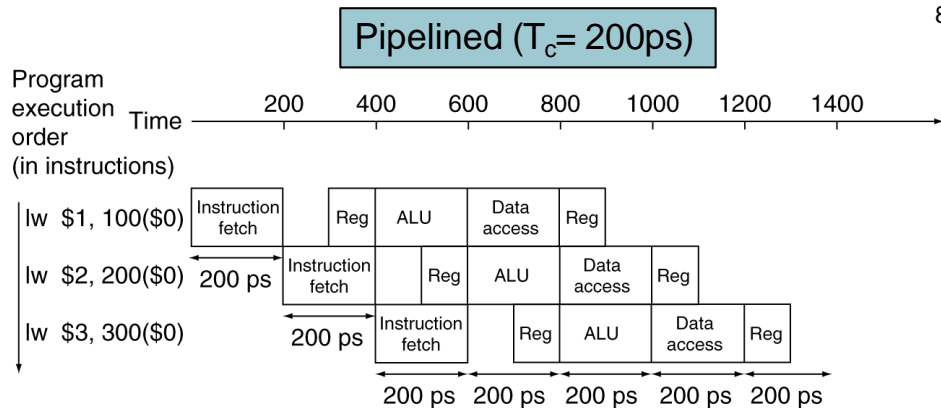 8
Pipelined (Tc= 200ps)
Program
execution
order
(in instructions)
Time
200 400 600 800 1000 1200 1400
lw $1, 100($0)
Instruction
fetch
Reg
ALU
Data
access
Reg
200 ps
lw $2, 200($0)
Instruction
fetch
Reg
ALU
Data
access
Reg
200 ps
lw $3, 300($0)
Instruction
fetch
Reg
ALU
Data
access
Reg
200 ps 200 ps 200 ps 200 ps 200 ps